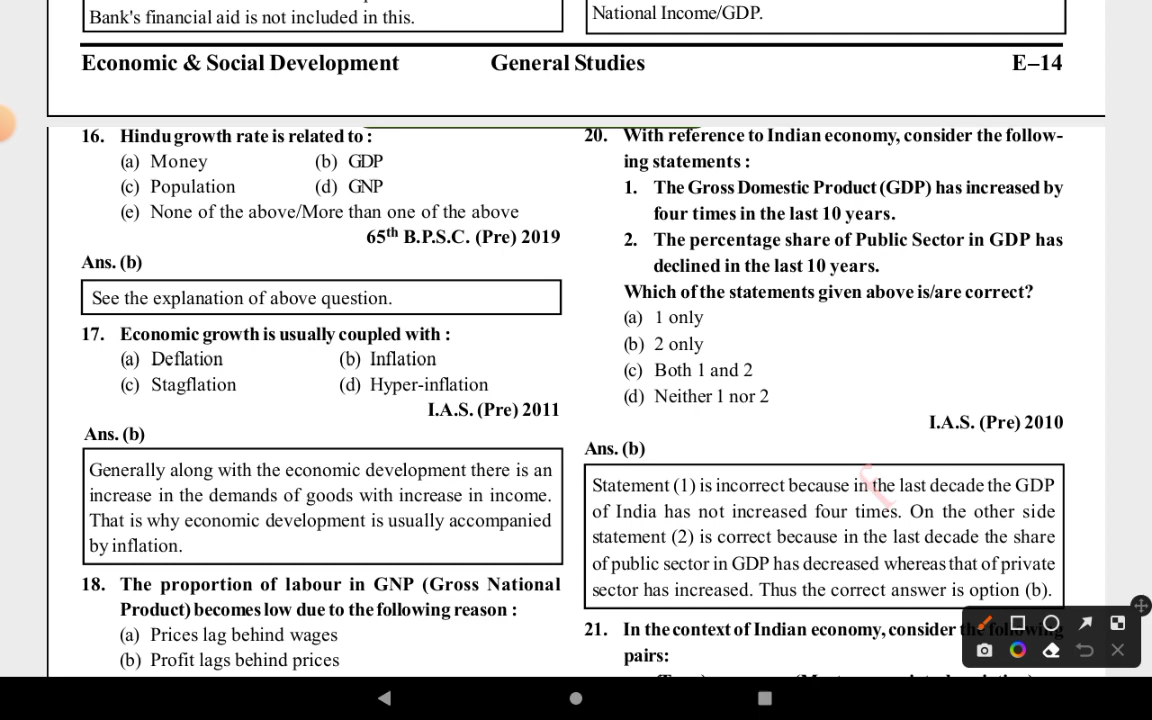 Bank's financial aid is not included in this.
National Income/GDP.
Economic & Social Development General Studies E–14
16. Hindu growth rate is related to :
(a) Money (b) GDP
(c) Population (d) GNP
(e) None of the above/More than one of the above
65th B.P.S.C. (Pre) 2019
Ans. (b)
See the explanation of above question.
17. Economic growth is usually coupled with :
(a) Deflation (b) Inflation
(c) Stagflation (d) Hyper-inflation
I.A.S. (Pre) 2011
Ans. (b)
Generally along with the economic development there is an
increase in the demands of goods with increase in income.
That is why economic development is usually accompanied
by inflation.
18. The proportion of labour in GNP (Gross National
Product) becomes low due to the following reason :
(a) Prices lag behind wages
(b) Profit lags behind prices
20. With reference to Indian economy, consider the follow-
ing statements :
1. The Gross Domestic Product (GDP) has increased by
four times in the last 10 years.
2. The percentage share of Public Sector in GDP has
declined in the last 10 years.
Which of the statements given above is/are correct?
(a) 1 only
(b) 2 only
(c) Both 1 and 2
(d) Neither 1 nor 2
I.A.S. (Pre) 2010
Ans. (b)
Statement (1) is incorrect because in the last decade the GDP
of India has not increased four times. On the other side
statement (2) is correct because in the last decade the share
of public sector in GDP has decreased whereas that of private
sector has increased. Thus the correct answer is option (b).
21. In the context of Indian economy, consider the following
pairs: